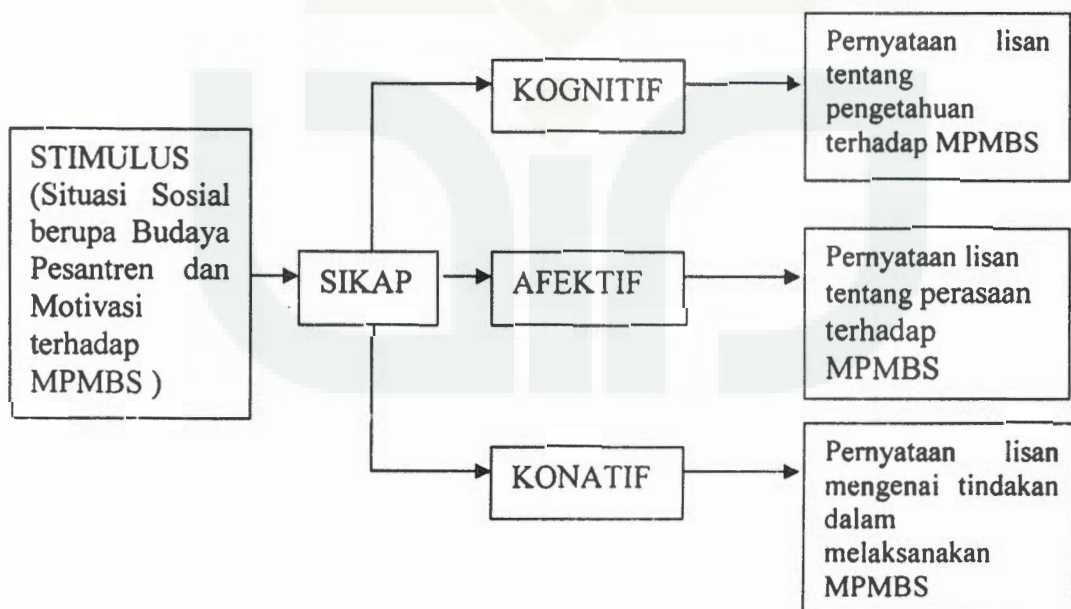 STIMULUS
(Situasi Sosial
berupa Budaya
Pesantren dan
Motivasi
terhadap
MPMBS )
SIKAP
KOGNITIF
Pernyataan lisan
tentang
pengetahuan
terhadap MPMBS
AFEKTIF
Pernyataan lisan
tentang perasaan
terhadap
MPMBS
KONATIF
Pernyataan lisan
mengenai tindakan
dalam
melaksanakan
MPMBS